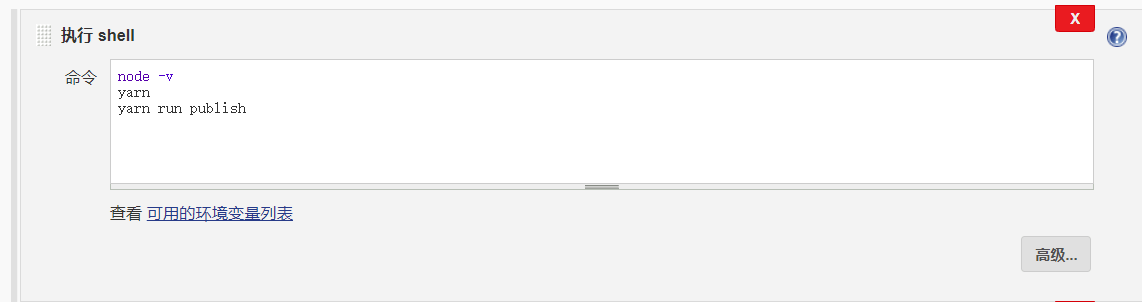 X
执行 shell
命令
node -v
yarn
yarn run publish
查看 可用的环境变量列表
高级...